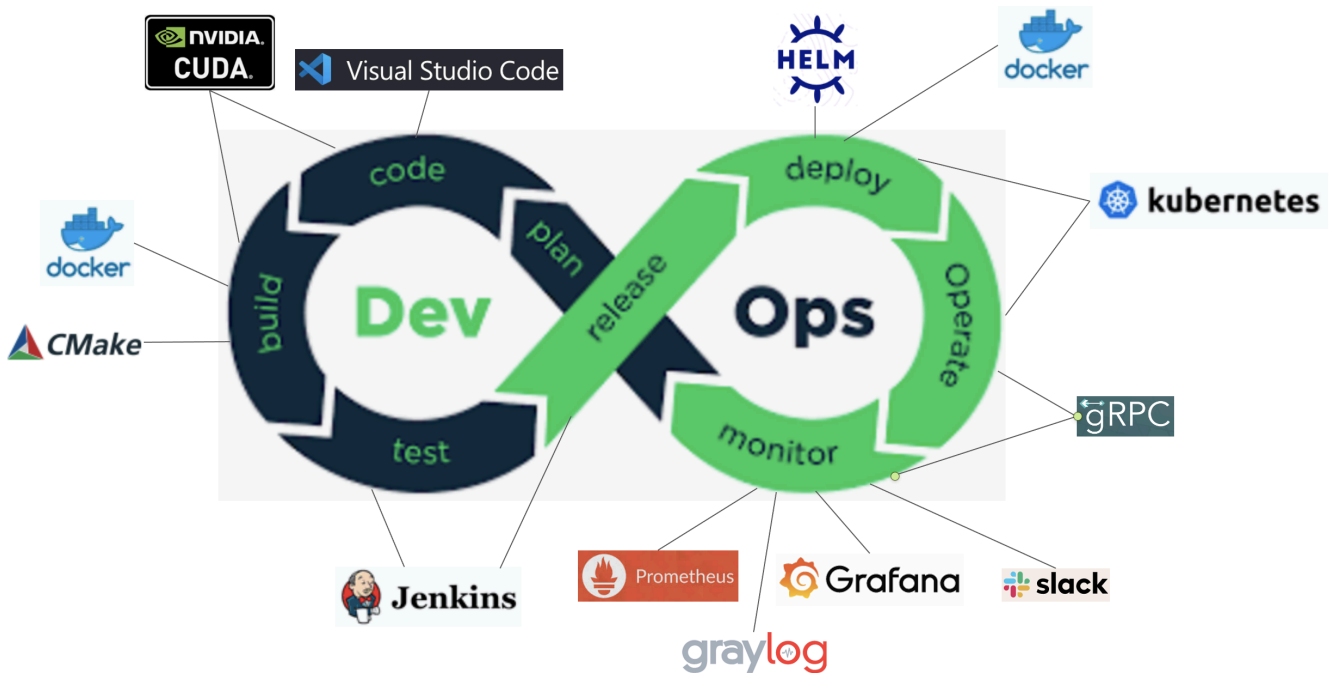 NVIDIA.
CUDA.
Visual Studio Code
HELM
docker
code
deploy
kubernetes
docker
plan
release
build
Dev
Ops
Operate
CMake
gRPC
test
monitor
Jenkins
Prometheus
Grafana
slack
graylog